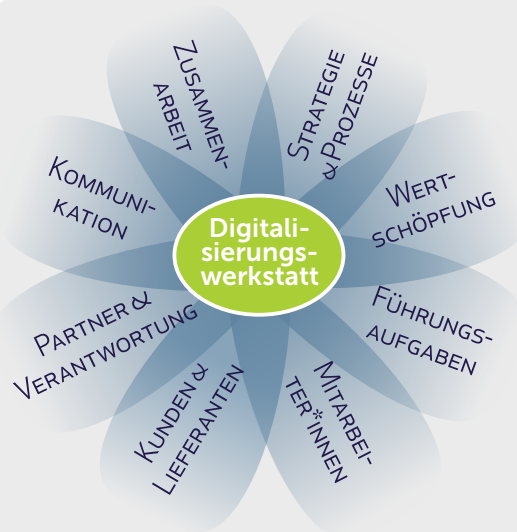 Digitali-
sierungs-
werkstatt
Strategie
& Prozesse
Wert-
schöpfung
Führungs-
aufgaben
Mitarbei-
ter*innen
Kunden &
Lieferanten
Partner &
Verantwortung
Kommuni-
kation
Zusammen-
arbeit